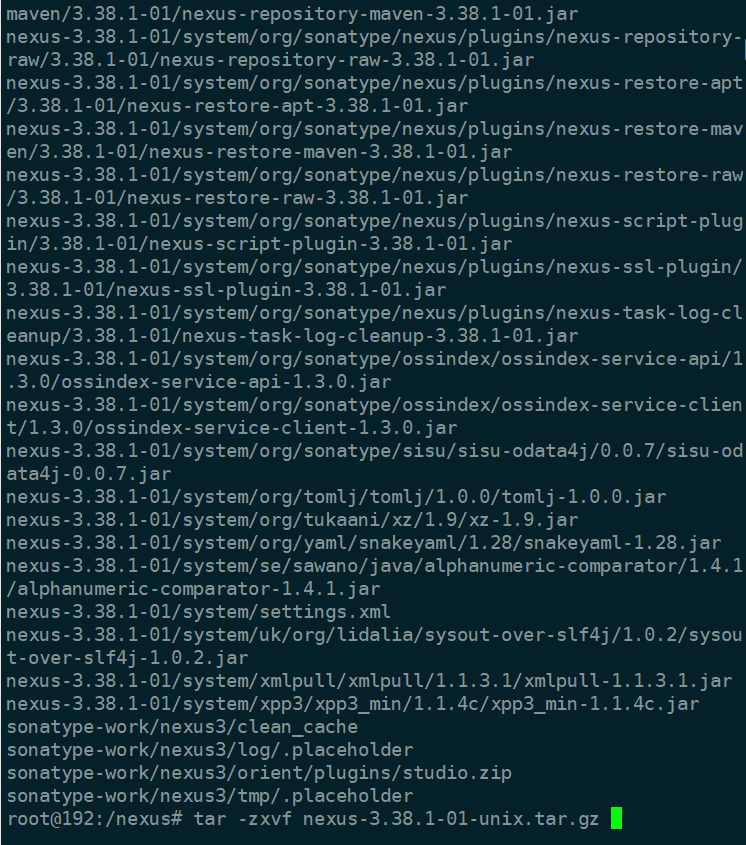 maven/3.38.1-01/nexus-repository-maven-3.38.1-01.jar
nexus-3.38.1-01/system/org/sonatype/nexus/plugins/nexus-repository-
raw/3.38.1-01/nexus-repository-raw-3.38.1-01.jar
nexus-3.38.1-01/system/org/sonatype/nexus/plugins/nexus-restore-apt
/3.38.1-01/nexus-restore-apt-3.38.1-01.jar
nexus-3.38.1-01/system/org/sonatype/nexus/plugins/nexus-restore-mav
en/3.38.1-01/nexus-restore-maven-3.38.1-01.jar
nexus-3.38.1-01/system/org/sonatype/nexus/plugins/nexus-restore-raw
/3.38.1-01/nexus-restore-raw-3.38.1-01.jar
nexus-3.38.1-01/system/org/sonatype/nexus/plugins/nexus-script-plug
in/3.38.1-01/nexus-script-plugin-3.38.1-01.jar
nexus-3.38.1-01/system/org/sonatype/nexus/plugins/nexus-ssl-plugin/
3.38.1-01/nexus-ssl-plugin-3.38.1-01.jar
nexus-3.38.1-01/system/org/sonatype/nexus/plugins/nexus-task-log-cl
eanup/3.38.1-01/nexus-task-log-cleanup-3.38.1-01.jar
nexus-3.38.1-01/system/org/sonatype/ossindex/ossindex-service-api/1
.3.0/ossindex-service-api-1.3.0.jar
nexus-3.38.1-01/system/org/sonatype/ossindex/ossindex-service-clien
t/1.3.0/ossindex-service-client-1.3.0.jar
nexus-3.38.1-01/system/org/sonatype/sisu/sisu-odata4j/0.0.7/sisu-od
ata4j-0.0.7.jar
nexus-3.38.1-01/system/org/tomlj/tomlj/1.0.0/tomlj-1.0.0.jar
nexus-3.38.1-01/system/org/tukaani/xz/1.9/xz-1.9.jar
nexus-3.38.1-01/system/org/yaml/snakeyaml/1.28/snakeyaml-1.28.jar
nexus-3.38.1-01/system/se/sawano/java/alphanumeric-comparator/1.4.1
/alphanumeric-comparator-1.4.1.jar
nexus-3.38.1-01/system/settings.xml
nexus-3.38.1-01/system/uk/org/lidalia/sysout-over-slf4j/1.0.2/sysou
t-over-slf4j-1.0.2.jar
nexus-3.38.1-01/system/xmlpull/xmlpull/1.1.3.1/xmlpull-1.1.3.1.jar
nexus-3.38.1-01/system/xpp3/xpp3_min/1.1.4c/xpp3_min-1.1.4c.jar
sonatype-work/nexus3/clean_cache
sonatype-work/nexus3/log/.placeholder
sonatype-work/nexus3/orient/plugins/studio.zip
sonatype-work/nexus3/tmp/.placeholder
root@192:/nexus# tar -zxvf nexus-3.38.1-01-unix.tar.gz